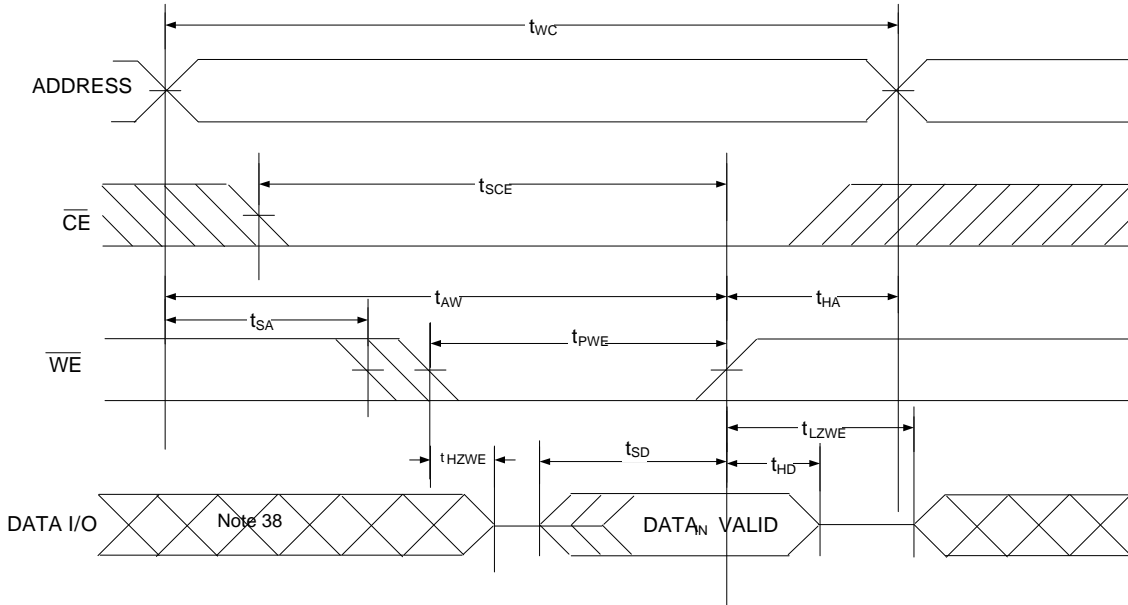 tWC
ADDRESS
tSCE
CE
tAW
tHA
tSA
tPWE
WE
tLZWE
tSD
tHZWE
tHD
DATA I/O
Note 38
DATAIN VALID